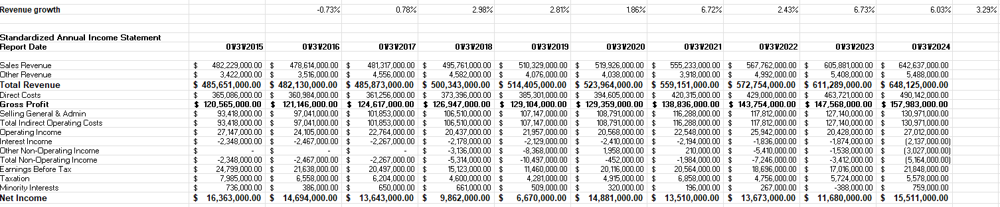 Revenue growth -0.73% 0.78% 2.98% 2.81% 1.86% 6.72% 2.43% 6.73% 6.03% 3.29%
Standardized Annual Income Statement
Report Date 01/31/2015 01/31/2016 01/31/2017 01/31/2018 01/31/2019 01/31/2020 01/31/2021 01/31/2022 01/31/2023 01/31/2024
Sales Revenue $ 482,229,000.00 $ 478,614,000.00 $ 481,317,000.00 $ 495,761,000.00 $ 510,329,000.00 $ 519,926,000.00 $ 555,233,000.00 $ 567,762,000.00 $ 605,881,000.00 $ 642,637,000.00
Other Revenue $ 3,422,000.00 $ 3,516,000.00 $ 4,556,000.00 $ 4,582,000.00 $ 4,076,000.00 $ 4,038,000.00 $ 3,918,000.00 $ 4,992,000.00 $ 5,408,000.00 $ 5,488,000.00
Total Revenue $ 485,651,000.00 $ 482,130,000.00 $ 485,873,000.00 $ 500,343,000.00 $ 514,405,000.00 $ 523,964,000.00 $ 559,151,000.00 $ 572,754,000.00 $ 611,289,000.00 $ 648,125,000.00
Direct Costs $ 365,086,000.00 $ 360,984,000.00 $ 361,256,000.00 $ 373,396,000.00 $ 385,301,000.00 $ 394,605,000.00 $ 420,315,000.00 $ 429,000,000.00 $ 463,721,000.00 $ 490,142,000.00
Gross Profit $ 120,565,000.00 $ 121,146,000.00 $ 124,617,000.00 $ 126,947,000.00 $ 129,104,000.00 $ 129,359,000.00 $ 138,836,000.00 $ 143,754,000.00 $ 147,568,000.00 $ 157,983,000.00
Selling General & Admin $ 93,418,000.00 $ 97,041,000.00 $ 101,853,000.00 $ 106,510,000.00 $ 107,147,000.00 $ 108,791,000.00 $ 116,288,000.00 $ 117,812,000.00 $ 127,140,000.00 $ 130,971,000.00
Total Indirect Operating Costs $ 93,418,000.00 $ 97,041,000.00 $ 101,853,000.00 $ 106,510,000.00 $ 107,147,000.00 $ 108,791,000.00 $ 116,288,000.00 $ 117,812,000.00 $ 127,140,000.00 $ 130,971,000.00
Operating Income $ 27,147,000.00 $ 24,105,000.00 $ 22,764,000.00 $ 20,437,000.00 $ 21,957,000.00 $ 20,568,000.00 $ 22,548,000.00 $ 25,942,000.00 $ 20,428,000.00 $ 27,012,000.00
Interest Income $ -2,348,000.00 $ -2,467,000.00 $ -2,267,000.00 $ -2,178,000.00 $ -2,129,000.00 $ -2,410,000.00 $ -2,194,000.00 $ -1,836,000.00 $ -1,874,000.00 $ (2,137,000.00)
Other Non-Operating Income $ - $ - $ - $ -3,136,000.00 $ -8,368,000.00 $ 1,958,000.00 $ 210,000.00 $ -5,410,000.00 $ -1,538,000.00 $ (3,027,000.00)
Total Non-Operating Income $ -2,348,000.00 $ -2,467,000.00 $ -2,267,000.00 $ -5,314,000.00 $ -10,497,000.00 $ -452,000.00 $ -1,984,000.00 $ -7,246,000.00 $ -3,412,000.00 $ (5,164,000.00)
Earnings Before Tax $ 24,799,000.00 $ 21,638,000.00 $ 20,497,000.00 $ 15,123,000.00 $ 11,460,000.00 $ 20,116,000.00 $ 20,564,000.00 $ 18,696,000.00 $ 17,016,000.00 $ 21,848,000.00
Taxation $ 7,985,000.00 $ 6,558,000.00 $ 6,204,000.00 $ 4,600,000.00 $ 4,281,000.00 $ 4,915,000.00 $ 6,858,000.00 $ 4,756,000.00 $ 5,724,000.00 $ 5,578,000.00
Minority Interests $ 736,000.00 $ 386,000.00 $ 650,000.00 $ 661,000.00 $ 509,000.00 $ 320,000.00 $ 196,000.00 $ 267,000.00 $ -388,000.00 $ 759,000.00
Net Income $ 16,363,000.00 $ 14,694,000.00 $ 13,643,000.00 $ 9,862,000.00 $ 6,670,000.00 $ 14,881,000.00 $ 13,510,000.00 $ 13,673,000.00 $ 11,680,000.00 $ 15,511,000.00